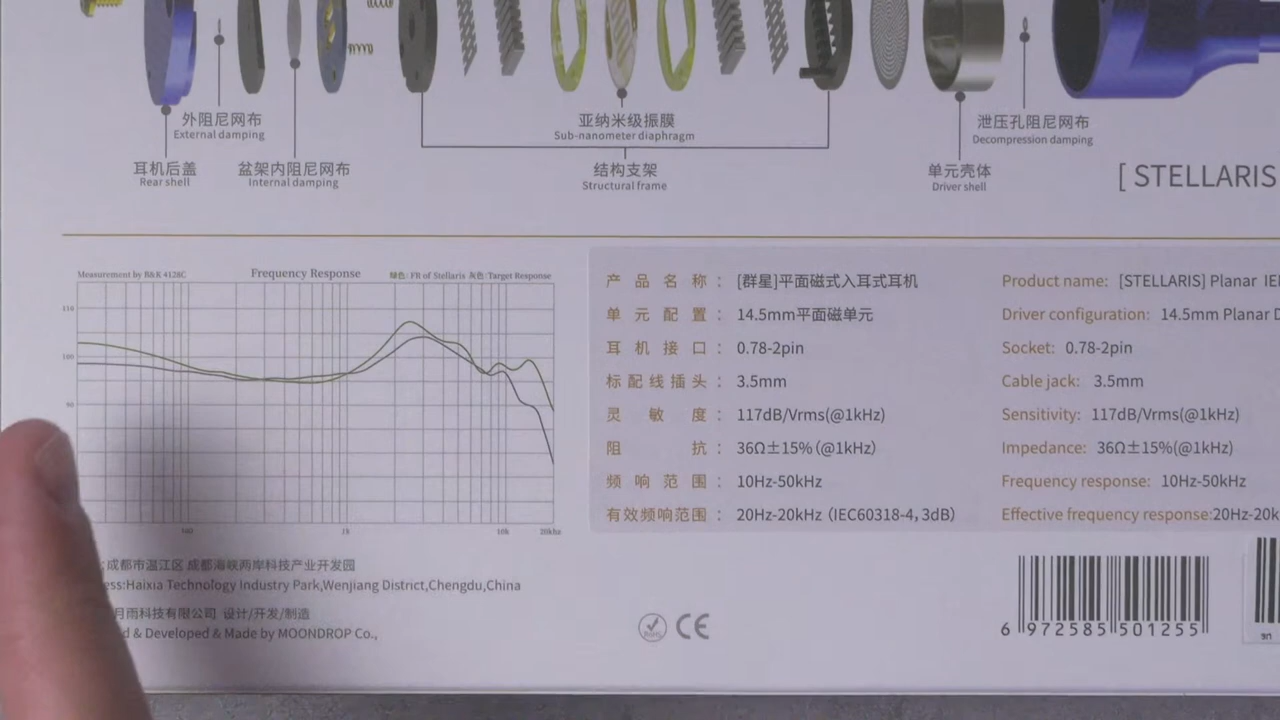 外阻尼网布
External damping
亚纳米级振膜
Sub-nanometer diaphragm
泄压孔阻尼网布
Decompression damping
耳机后盖
Rear shell
盆架内阻尼网布
Internal damping
结构支架
Structural frame
单元壳体
Driver shell
[ STELLARIS
Measurement by B&K 4128C
Frequency Response
绿色: FR of Stellaris 灰色: Target Response
110
100
90
100
1k
10k
20khz
产品名称： [群星]平面磁式入耳式耳机
单元配置： 14.5mm平面磁单元
耳机接口： 0.78-2pin
标配线插头： 3.5mm
灵敏度： 117dB/Vrms(@1kHz)
阻抗： 36Ω±15% (@1kHz)
频响范围： 10Hz-50kHz
有效频响范围： 20Hz-20kHz (IEC60318-4, 3dB)
Product name: [STELLARIS] Planar
Driver configuration: 14.5mm Planar
Socket: 0.78-2pin
Cable jack: 3.5mm
Sensitivity: 117dB/Vrms(@1kHz)
Impedance: 36Ω±15%(@1kHz)
Frequency response: 10Hz-50kHz
Effective frequency response:20Hz-20k
成都市温江区 成都海峡两岸科技产业开发园
ess:Haixia Technology Industry Park,Wenjiang District,Chengdu,China
月雨科技有限公司 设计/开发/制造
d & Developed & Made by MOONDROP Co.,
RoHS
CE
6 972585 501255